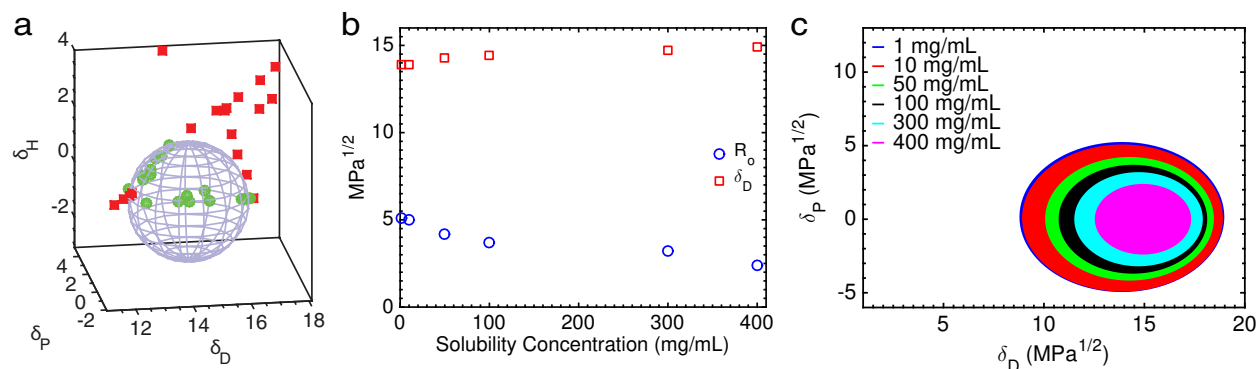 a
4
2
0
-2
δH
4
2
0
-2
δP
12
14
16
18
δD
b
15
10
5
0
MPa1/2
Ro
δD
0
100
200
300
400
Solubility Concentration (mg/mL)
c
1 mg/mL
10 mg/mL
50 mg/mL
100 mg/mL
300 mg/mL
400 mg/mL
10
5
0
-5
δP (MPa1/2)
5
10
15
20
δD (MPa1/2)